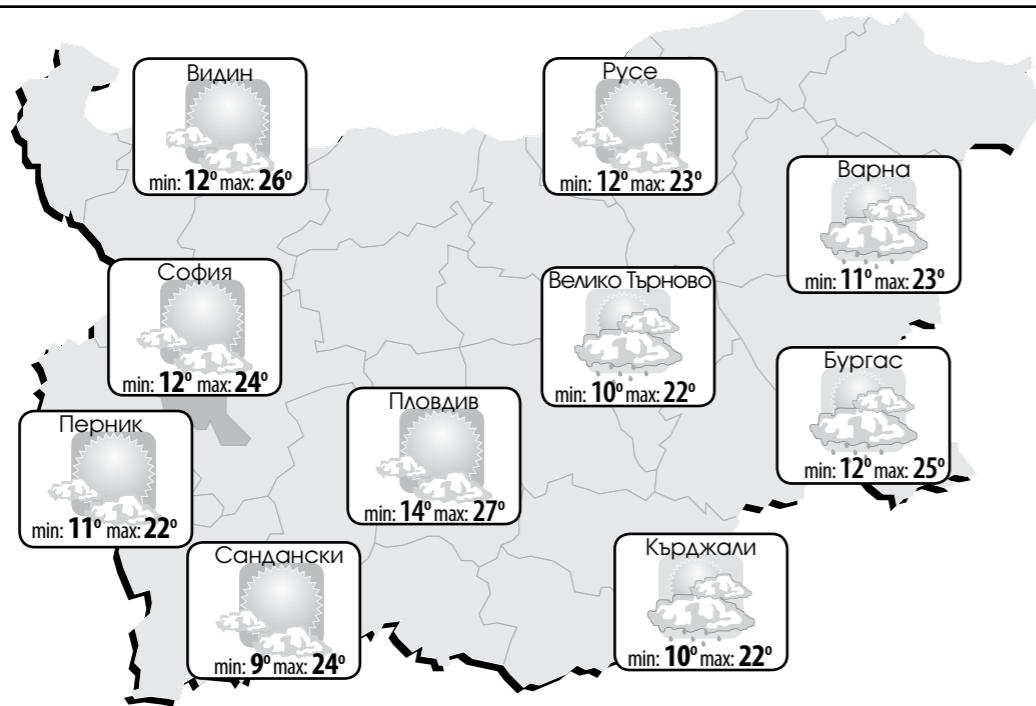 Видин
min: 12° max: 26°
Русе
min: 12° max: 23°
Варна
min: 11° max: 23°
София
min: 12° max: 24°
Велико Търново
min: 10° max: 22°
Бургас
min: 12° max: 25°
Пловдив
min: 14° max: 27°
Перник
min: 11° max: 22°
Сандански
min: 9° max: 24°
Кърджали
min: 10° max: 22°